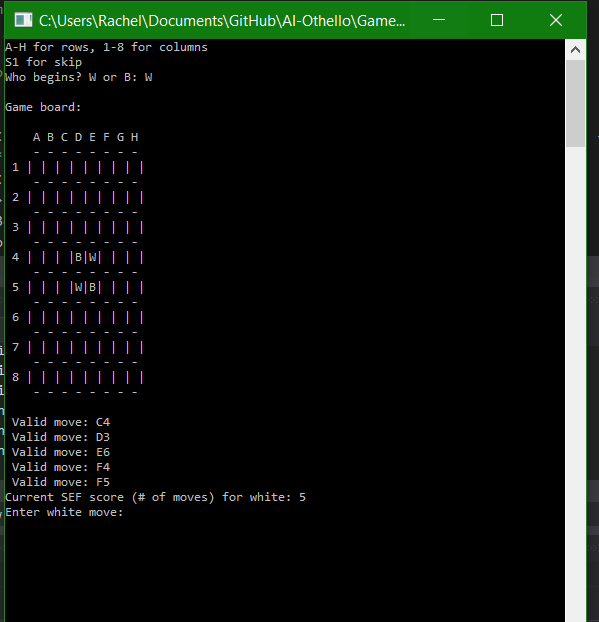 C:\Users\Rachel\Documents\GitHub\AI-Othello\Game...
A-H for rows, 1-8 for columns
S1 for skip
Who begins? W or B: W
Game board:
A B C D E F G H
- - - - - - - -
1 | | | | | | | | |
- - - - - - - -
2 | | | | | | | | |
- - - - - - - -
3 | | | | | | | | |
- - - - - - - -
4 | | | |B|W| | | |
- - - - - - - -
5 | | | |W|B| | | |
- - - - - - - -
6 | | | | | | | | |
- - - - - - - -
7 | | | | | | | | |
- - - - - - - -
8 | | | | | | | | |
- - - - - - - -
Valid move: C4
Valid move: D3
Valid move: E6
Valid move: F4
Valid move: F5
Current SEF score (# of moves) for white: 5
Enter white move: